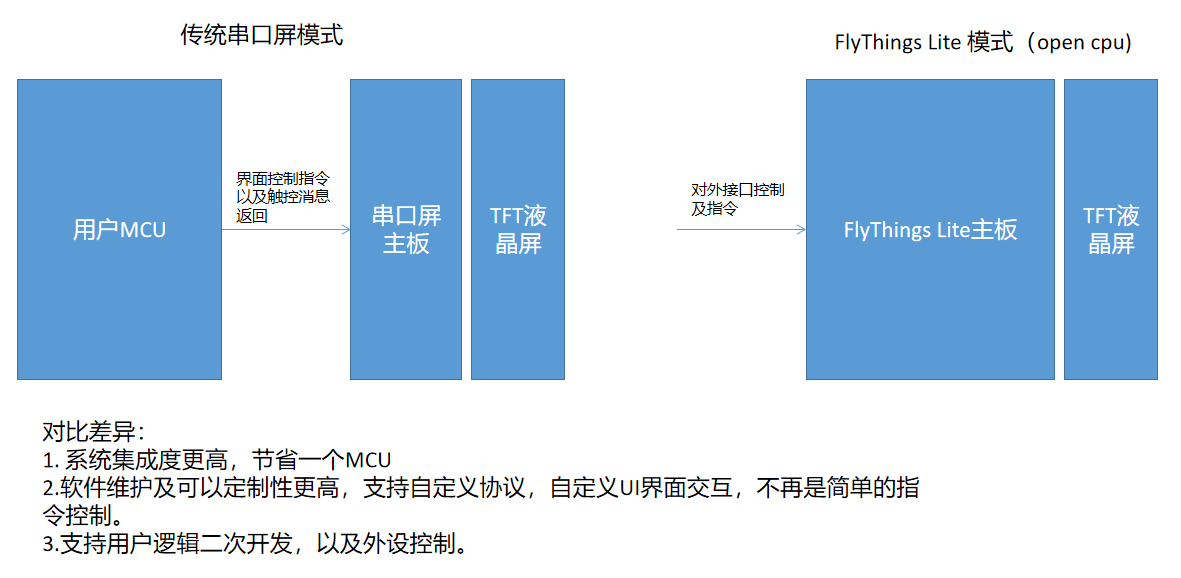 传统串口屏模式
FlyThings Lite 模式（open cpu)
用户MCU
界面控制指令
以及触控消息
返回
串口屏
主板
TFT液
晶屏
对外接口控制
及指令
FlyThings Lite主板
TFT液
晶屏
对比差异：
1. 系统集成度更高，节省一个MCU
2.软件维护及可以定制性更高，支持自定义协议，自定义UI界面交互，不再是简单的指
令控制。
3.支持用户逻辑二次开发，以及外设控制。